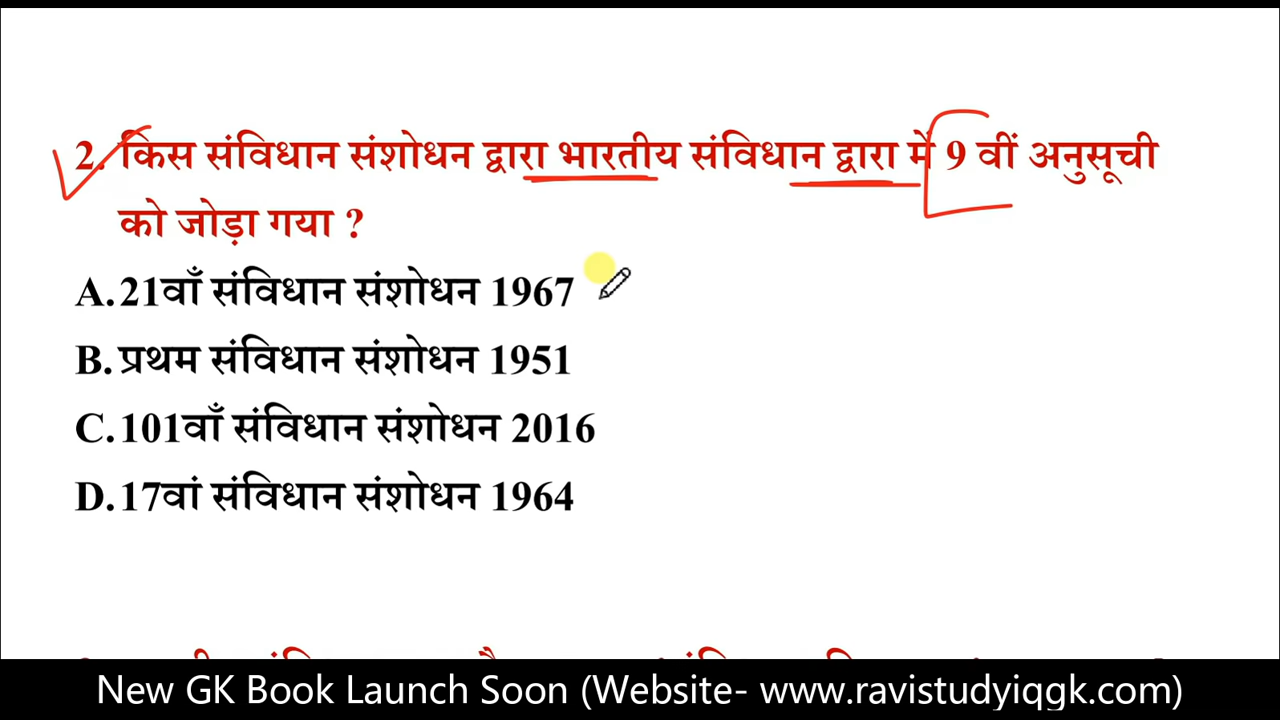 2. किस संविधान संशोधन द्वारा भारतीय संविधान द्वारा में 9 वीं अनुसूची
को जोड़ा गया ?
A.21वाँ संविधान संशोधन 1967
B.प्रथम संविधान संशोधन 1951
C.101वाँ संविधान संशोधन 2016
D.17वां संविधान संशोधन 1964
New GK Book Launch Soon (Website- www.ravistudyiqgk.com)